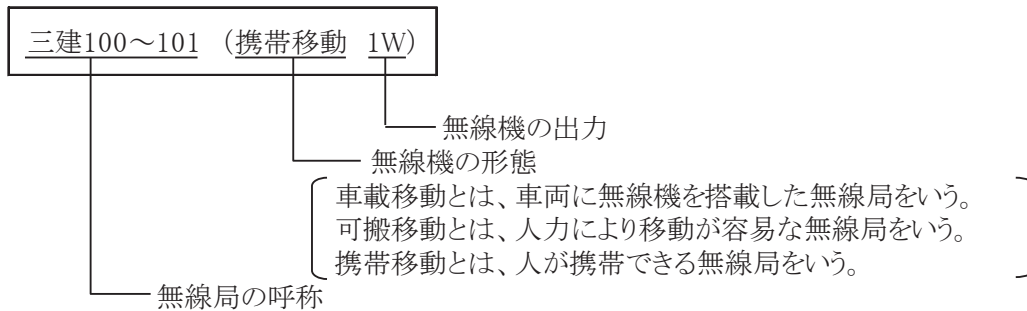 三建100～101 （携帯移動 1W）
無線機の出力
無線機の形態
車載移動とは、車両に無線機を搭載した無線局をいう。
可搬移動とは、人力により移動が容易な無線局をいう。
携帯移動とは、人が携帯できる無線局をいう。
無線局の呼称